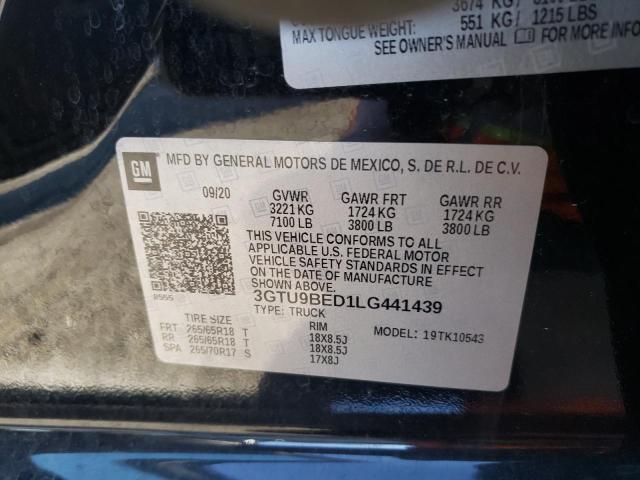 3674 KG
MAX TONGUE WEIGHT: 551 KG / 1215 LBS
SEE OWNER'S MANUAL FOR MORE INFO
GM
MFD BY GENERAL MOTORS DE MEXICO, S. DE R.L. DE C.V.
09/20 GVWR GAWR FRT GAWR RR
3221 KG 1724 KG 1724 KG
7100 LB 3800 LB 3800 LB
THIS VEHICLE CONFORMS TO ALL
APPLICABLE U.S. FEDERAL MOTOR
VEHICLE SAFETY STANDARDS IN EFFECT
ON THE DATE OF MANUFACTURE
SHOWN ABOVE.
3GTU9BED1LG441439
TYPE: TRUCK
TIRE SIZE RIM MODEL: 19TK10543
FRT 265/65R18 T 18X8.5J
RR 265/65R18 T 18X8.5J
SPA 265/70R17 S 17X8J